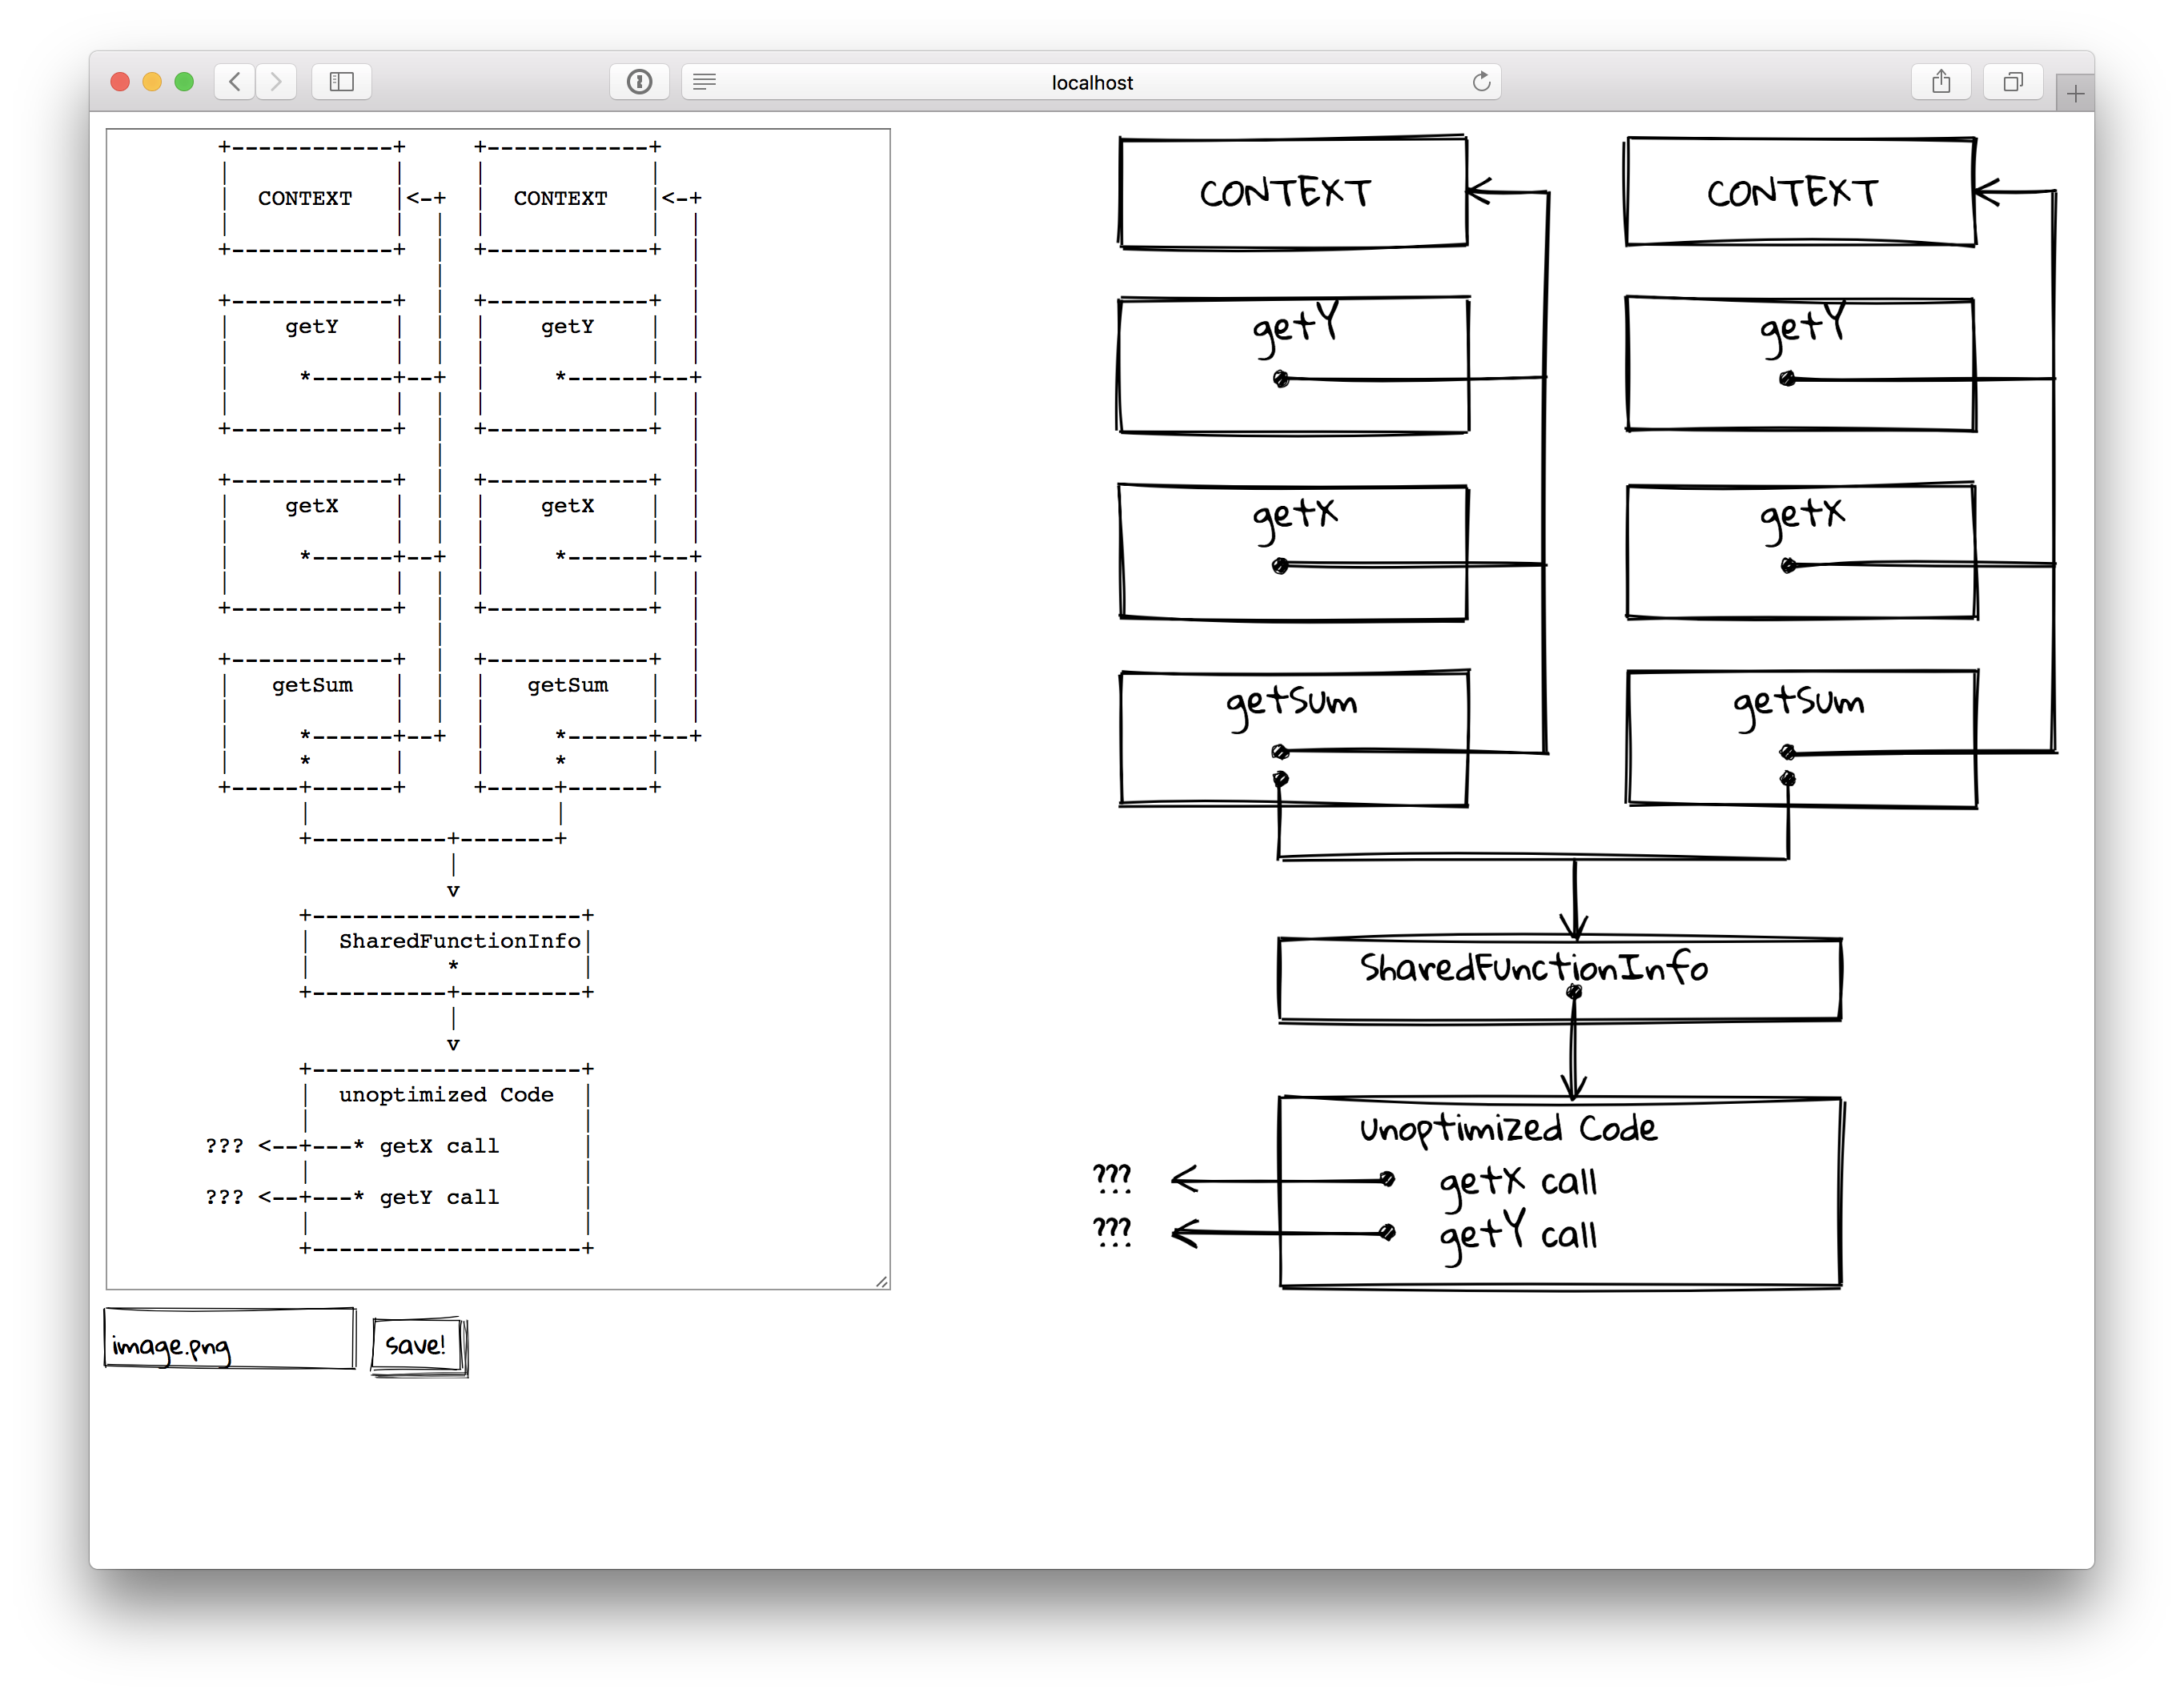 localhost
+------------+     +------------+
|            |     |            |
|  CONTEXT   |<-+  |  CONTEXT   |<-+
|            |  |  |            |  |
+------------+  |  +------------+  |
                |                  |
+------------+  |  +------------+  |
|    getY    |  |  |    getY    |  |
|            |  |  |            |  |
|     *------+--+  |     *------+--+
|            |  |  |            |  |
+------------+  |  +------------+  |
                |                  |
+------------+  |  +------------+  |
|    getX    |  |  |    getX    |  |
|            |  |  |            |  |
|     *------+--+  |     *------+--+
|            |  |  |            |  |
+------------+  |  +------------+  |
                |                  |
+------------+  |  +------------+  |
|   getSum   |  |  |   getSum   |  |
|            |  |  |            |  |
|     *------+--+  |     *------+--+
|     *      |     |     *      |
+-----+------+     +-----+------+
      |                  |
      +----------+-------+
                 |
                 v
      +--------------------+
      |  SharedFunctionInfo|
      |          *         |
      +----------+---------+
                 |
                 v
      +--------------------+
      |  unoptimized Code  |
      |                    |
??? <--+---* getX call      |
      |                    |
??? <--+---* getY call      |
      |                    |
      +--------------------+
image.png
save!
CONTEXT
CONTEXT
getY
getY
getX
getX
getSum
getSum
SharedFunctionInfo
unoptimized Code
??? getX call
??? getY call